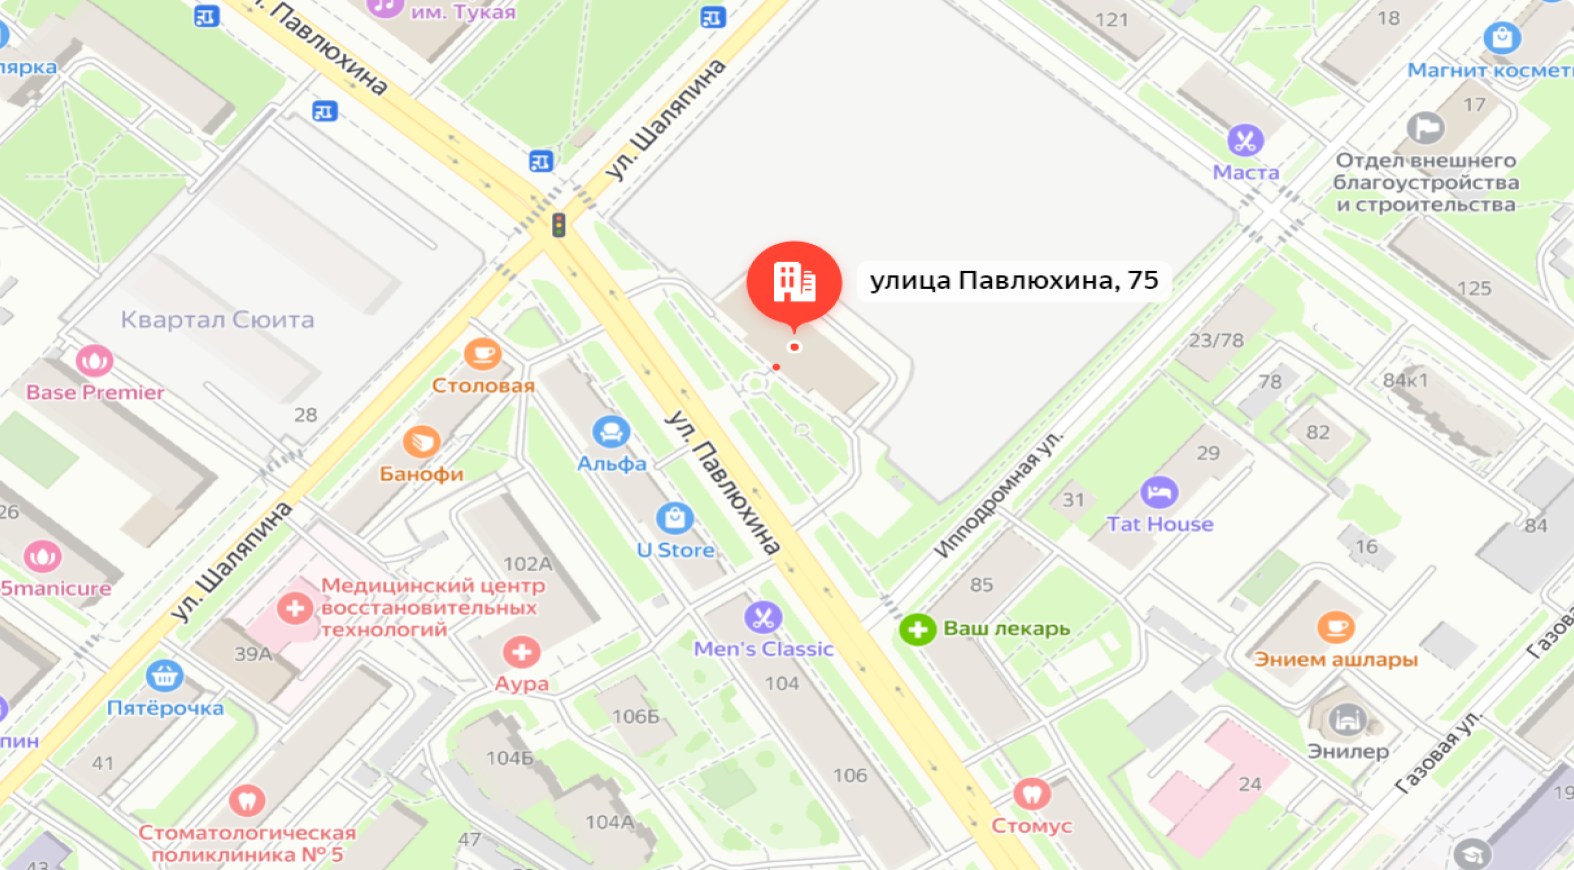 им. Тукая
ул. Павлюхина
лярка
121
18
Магнит космет
17
ул. Шаляпина
Маста
Отдел внешнего
благоустройства
и строительства
улица Павлюхина, 75
125
Квартал Сюита
23/78
Base Premier
Столовая
78
84к1
28
82
ул. Павлюхина
Альфа
Банофи
29
Ипподромная ул.
31
26
Tat House
84
ул. Шаляпина
U Store
16
102А
5manicure
Медицинский центр
восстановительных
технологий
85
Ваш лекарь
Men's Classic
39А
Энием ашлары
Газова
Аура
104
Пятёрочка
106Б
пин
Энилер
Газовая ул.
41
104Б
106
24
19
Стомус
104А
Стоматологическая
поликлиника № 5
47
43